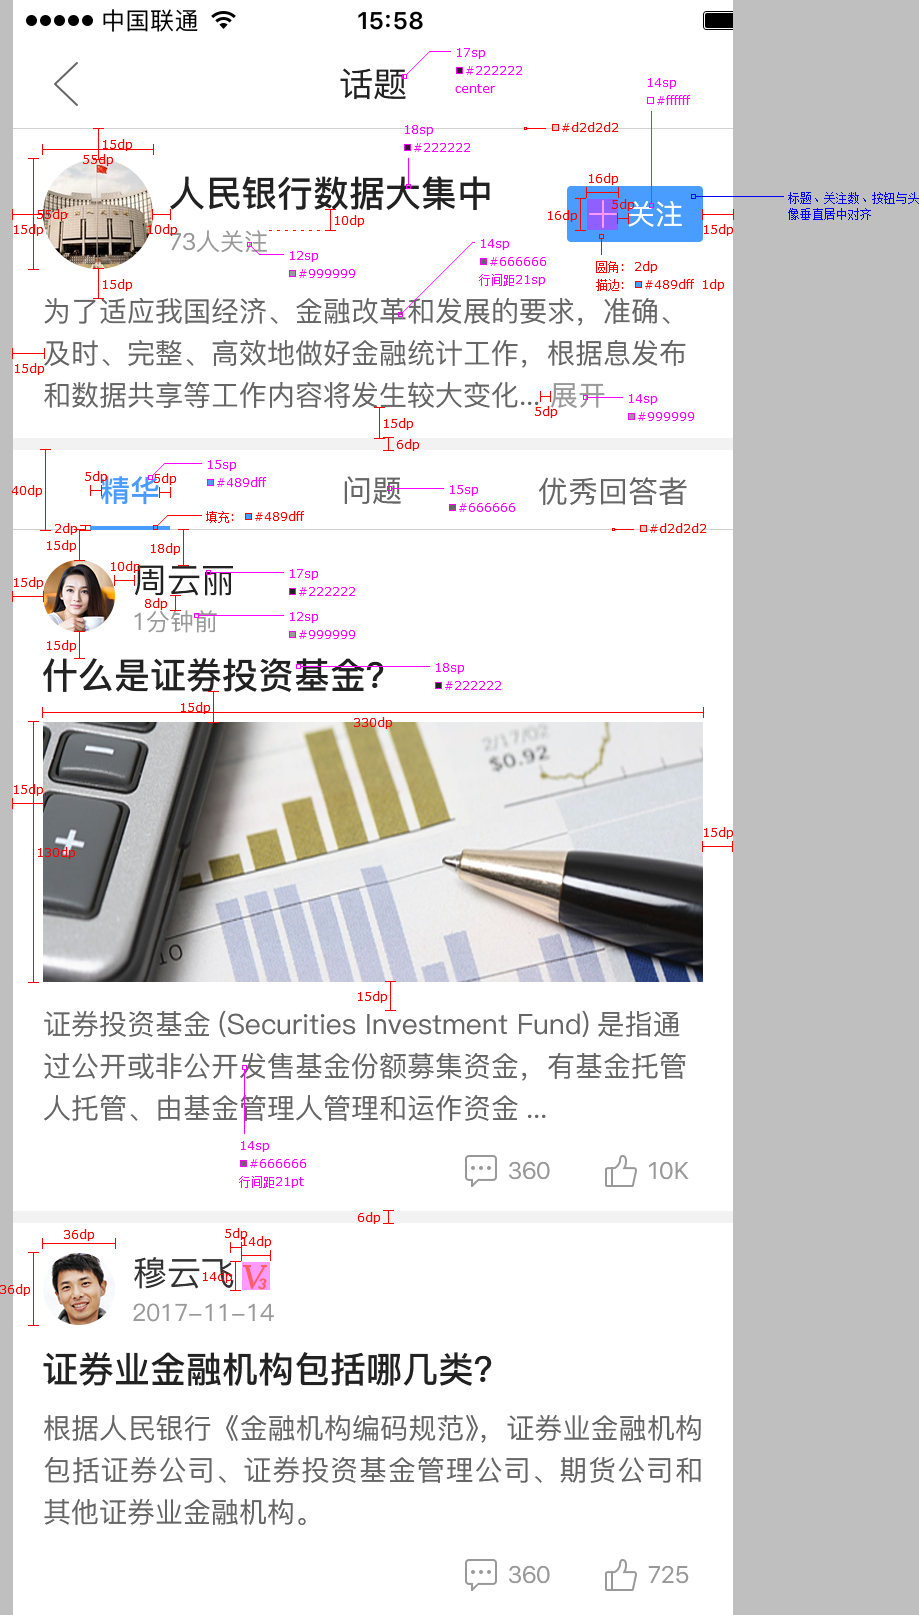 中国联通 15:58
话题
17sp
#222222
center
14sp
#ffffff
#d2d2d2
18sp
#222222
15dp
55dp
人民银行数据大集中
16dp
5dp
16dp
关注
标题、关注数、按钮与头
像垂直居中对齐
55dp
15dp
10dp
10dp
15dp
73人关注
12sp
#999999
14sp
#666666
行间距21sp
圆角: 2dp
描边: #489dff 1dp
15dp
为了适应我国经济、金融改革和发展的要求，准确、
及时、完整、高效地做好金融统计工作，根据息发布
15dp
和数据共享等工作内容将发生较大变化... 展开
14sp
#999999
5dp
15dp
6dp
40dp
5dp
精华
5dp
15sp
#489dff
问题
15sp
#666666
优秀回答者
2dp
填充: #489dff
#d2d2d2
15dp
18dp
10dp
15dp
周云丽
17sp
#222222
8dp
1分钟前
12sp
#999999
15dp
什么是证券投资基金?
18sp
#222222
15dp
330dp
2/17/02
$0.92
15dp
130dp
15dp
10
15dp
证券投资基金 (Securities Investment Fund) 是指通
过公开或非公开发售基金份额募集资金，有基金托管
人托管、由基金管理人管理和运作资金 ...
14sp
#666666
行间距21pt
360 10K
6dp
36dp
36dp
5dp
14dp
14dp
穆云飞 V3
2017-11-14
证券业金融机构包括哪几类?
根据人民银行《金融机构编码规范》，证券业金融机构
包括证券公司、证券投资基金管理公司、期货公司和
其他证券业金融机构。
360 725